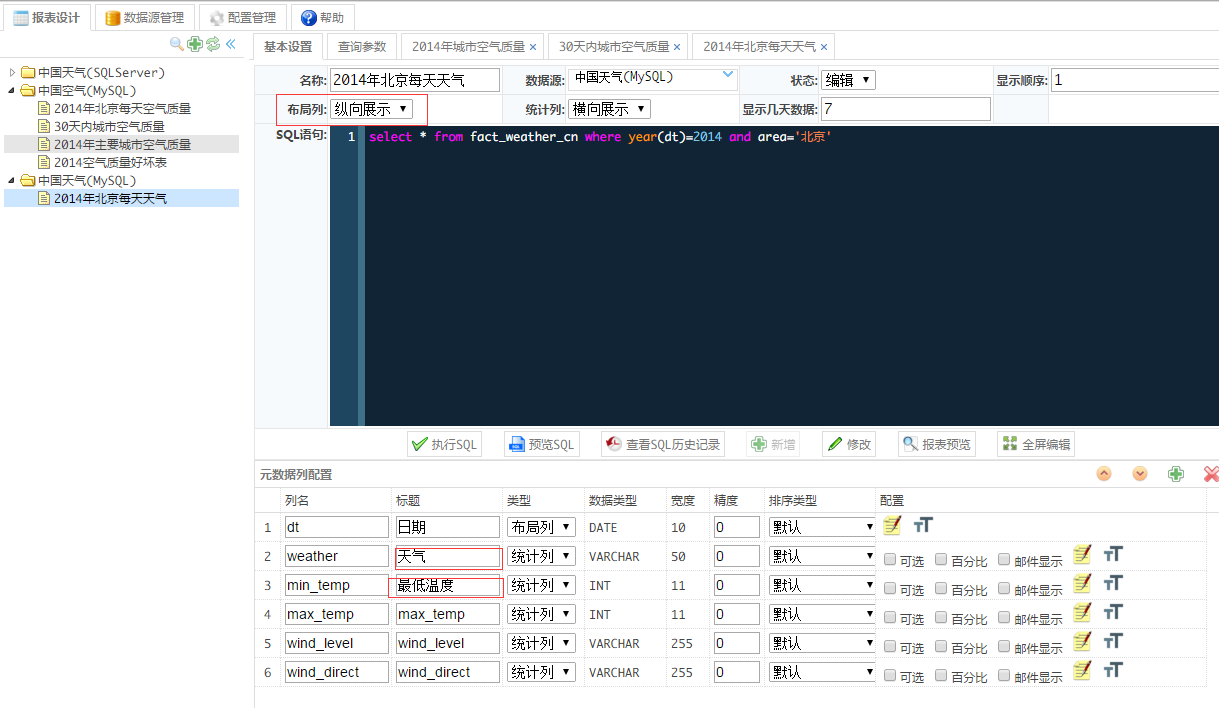 报表设计 数据源管理 配置管理 帮助
基本设置 查询参数 2014年城市空气质量 × 30天内城市空气质量 × 2014年北京每天天气 ×
中国天气(SQLServer)
中国空气(MySQL)
2014年北京每天空气质量
30天内城市空气质量
2014年主要城市空气质量
2014空气质量好坏表
中国天气(MySQL)
2014年北京每天天气
名称: 2014年北京每天天气 数据源: 中国天气(MySQL) 状态: 编辑 显示顺序: 1
布局列: 纵向展示 统计列: 横向展示 显示几天数据: 7
SQL语句: 1 select * from fact_weather_cn where year(dt)=2014 and area='北京'
执行SQL 预览SQL 查看SQL历史记录 新增 修改 报表预览 全屏编辑
元数据列配置
列名 标题 类型 数据类型 宽度 精度 排序类型 配置
1 dt 日期 布局列 DATE 10 0 默认
2 weather 天气 统计列 VARCHAR 50 0 默认 可选 百分比 邮件显示
3 min_temp 最低温度 统计列 INT 11 0 默认 可选 百分比 邮件显示
4 max_temp max_temp 统计列 INT 11 0 默认 可选 百分比 邮件显示
5 wind_level wind_level 统计列 VARCHAR 255 0 默认 可选 百分比 邮件显示
6 wind_direct wind_direct 统计列 VARCHAR 255 0 默认 可选 百分比 邮件显示